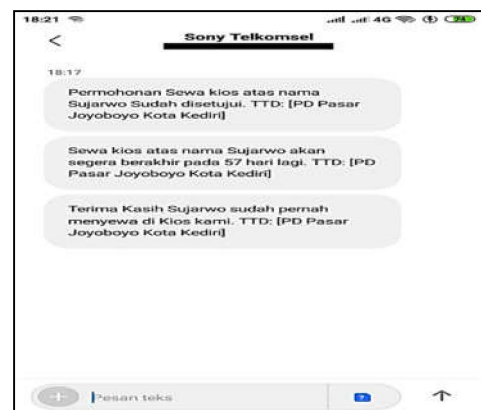 18:21 4G 24
Sony Telkomsel
18:17
Permohonan Sewa kios atas nama
Sujarwo Sudah disetujui. TTD: [PD Pasar
Joyoboyo Kota Kediri]
Sewa kios atas nama Sujarwo akan
segera berakhir pada 57 hari lagi. TTD: [PD
Pasar Joyoboyo Kota Kediri]
Terima Kasih Sujarwo sudah pernah
menyewa di Kios kami. TTD: [PD Pasar
Joyoboyo Kota Kediri]
Pesan teks